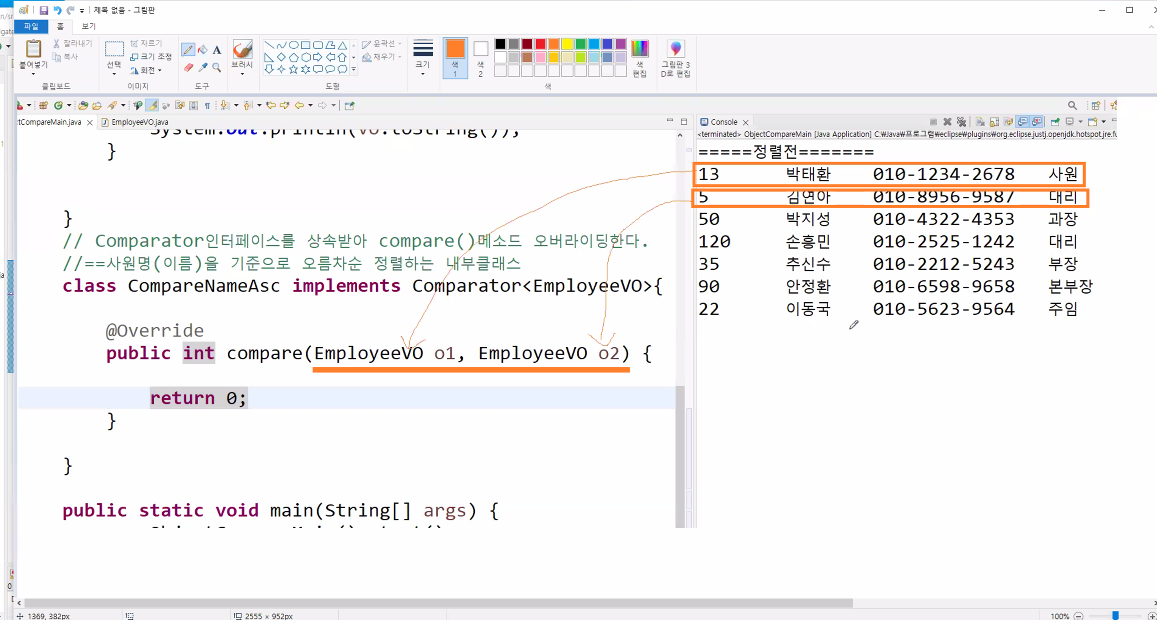 제목 없음 - 그림판
파일 홈 보기
붙여넣기
잘라내기
복사
클립보드
선택
자르기
크기 조정
회전
이미지
A
도구
브러시
윤곽선
채우기
도형
크기
색 1
색 2
색
색 편집
그림판 3D로 편집
ctCompareMain.java EmployeeVO.java
System.out.println(vo.toString());
}
}
// Comparator인터페이스를 상속받아 compare()메소드 오버라이딩한다.
//==사원명(이름)을 기준으로 오름차순 정렬하는 내부클래스
class CompareNameAsc implements Comparator<EmployeeVO>{
@Override
public int compare(EmployeeVO o1, EmployeeVO o2) {
return 0;
}
}
public static void main(String[] args) {
Console
<terminated> ObjectCompareMain [Java Application] C:₩Java₩프로그램₩eclipse₩plugins₩org.eclipse.justj.openjdk.hotspot.jre.fu
=====정렬전=======
13 박태환 010-1234-2678 사원
5 김연아 010-8956-9587 대리
50 박지성 010-4322-4353 과장
120 손흥민 010-2525-1242 대리
35 추신수 010-2212-5243 부장
90 안정환 010-6598-9658 본부장
22 이동국 010-5623-9564 주임
1369, 382px 2555 × 952px 100%